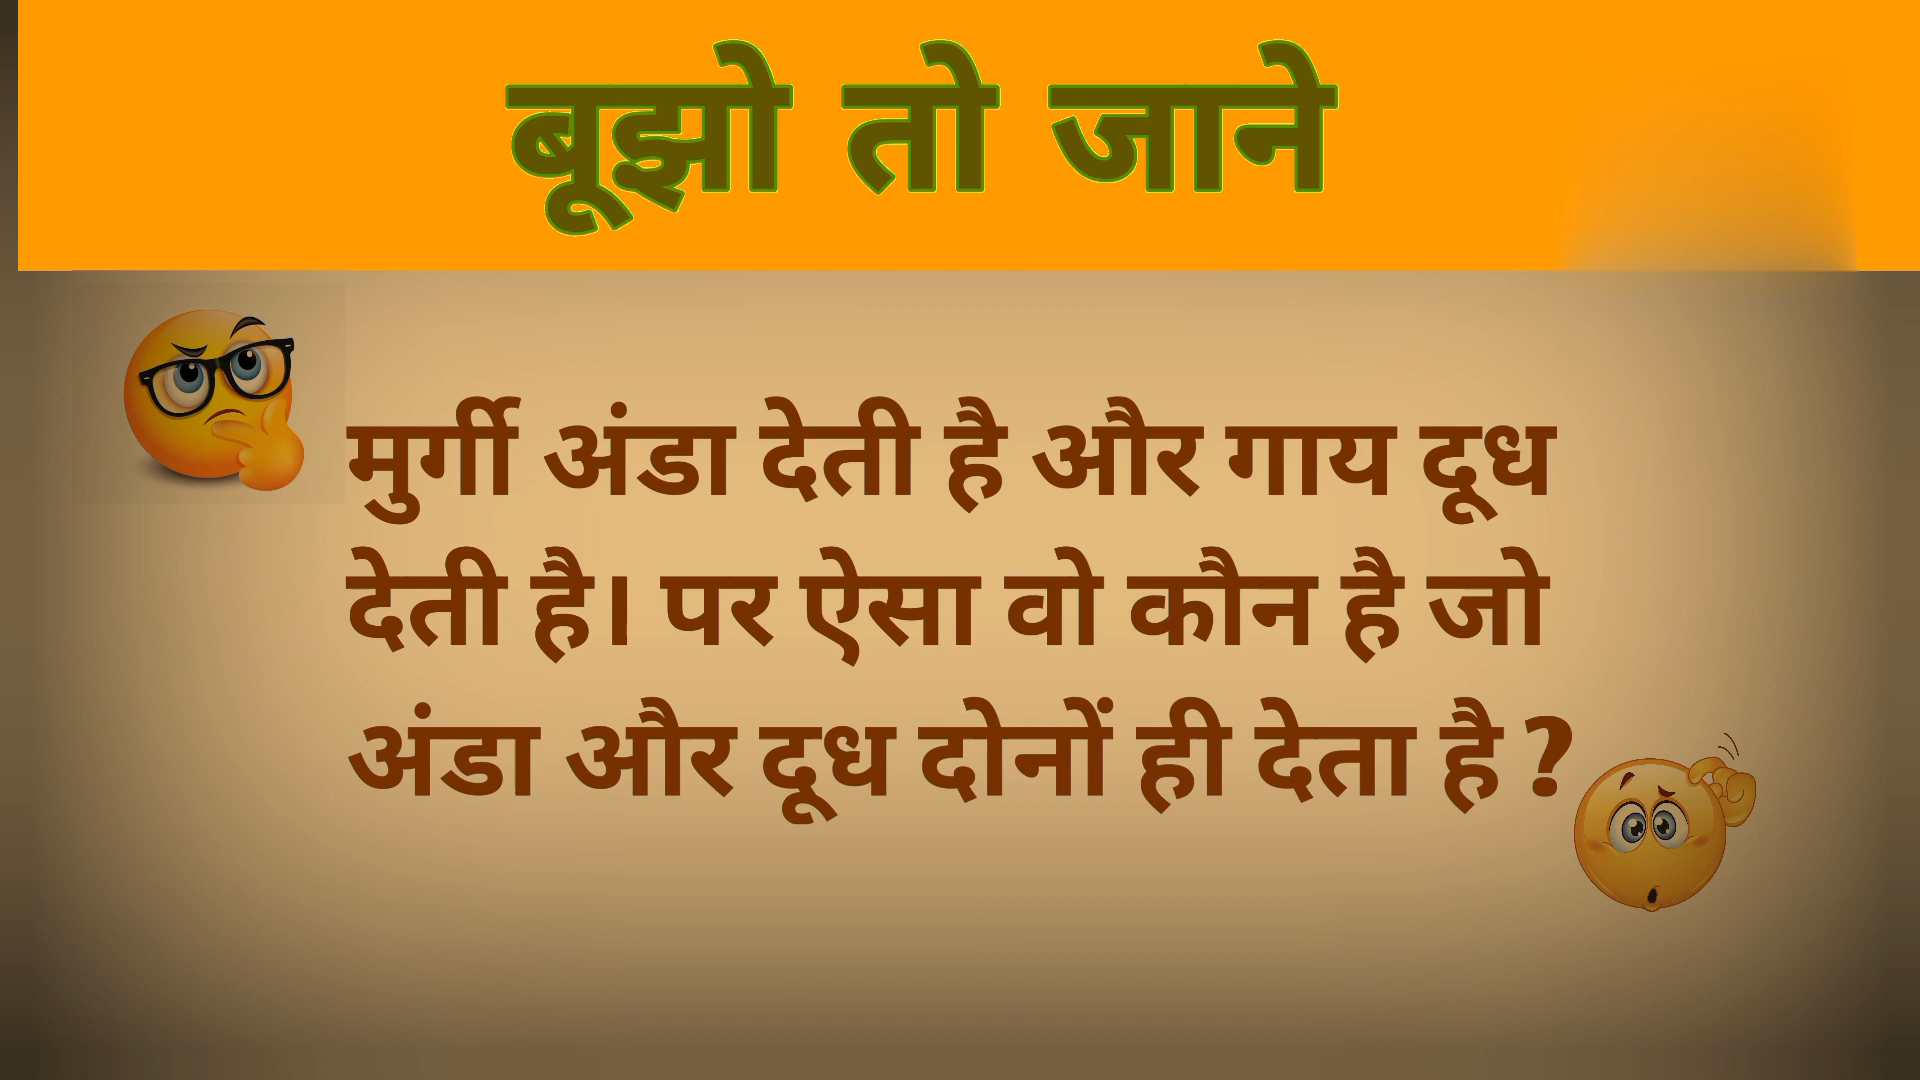 बूझो तो जाने
मुर्गी अंडा देती है और गाय दूध
देती है। पर ऐसा वो कौन है जो
अंडा और दूध दोनों ही देता है ?